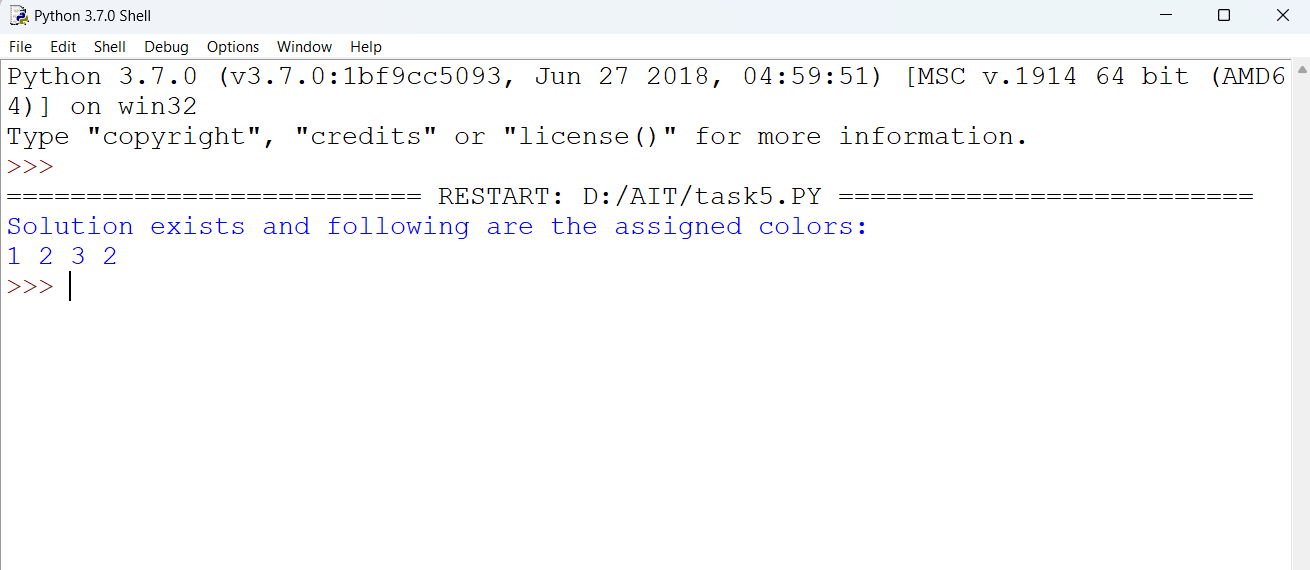 Python 3.7.0 Shell
File Edit Shell Debug Options Window Help
Python 3.7.0 (v3.7.0:1bf9cc5093, Jun 27 2018, 04:59:51) [MSC v.1914 64 bit (AMD6
4)] on win32
Type "copyright", "credits" or "license()" for more information.
>>>
========================== RESTART: D:/AIT/task5.PY ==========================
Solution exists and following are the assigned colors:
1 2 3 2
>>>